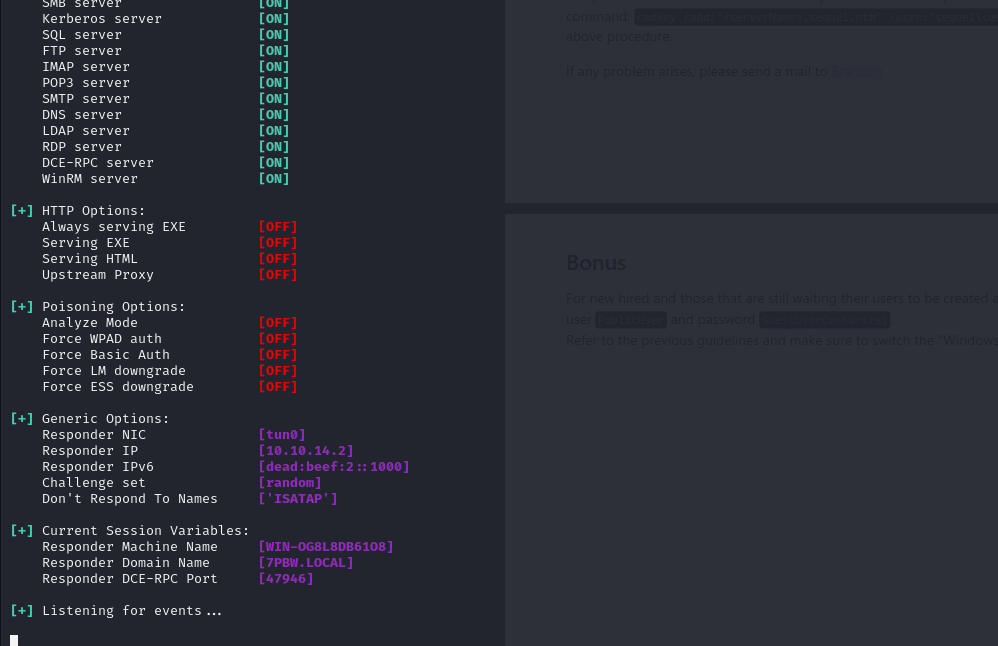 SMB server [ON]
Kerberos server [ON]
SQL server [ON]
FTP server [ON]
IMAP server [ON]
POP3 server [ON]
SMTP server [ON]
DNS server [ON]
LDAP server [ON]
RDP server [ON]
DCE-RPC server [ON]
WinRM server [ON]
[+] HTTP Options:
Always serving EXE [OFF]
Serving EXE [OFF]
Serving HTML [OFF]
Upstream Proxy [OFF]
[+] Poisoning Options:
Analyze Mode [OFF]
Force WPAD auth [OFF]
Force Basic Auth [OFF]
Force LM downgrade [OFF]
Force ESS downgrade [OFF]
[+] Generic Options:
Responder NIC [tun0]
Responder IP [10.10.14.2]
Responder IPv6 [dead:beef:2::1000]
Challenge set [random]
Don't Respond To Names ['ISATAP']
[+] Current Session Variables:
Responder Machine Name [WIN-OG8L8DB61O8]
Responder Domain Name [7PBW.LOCAL]
Responder DCE-RPC Port [47946]
[+] Listening for events...
command:
above procedure.
If any problem arises, please send a mail to
Bonus
For new hired and those that are still waiting their users to be created
user and password
Refer to the previous guidelines and make sure to switch the "Windows